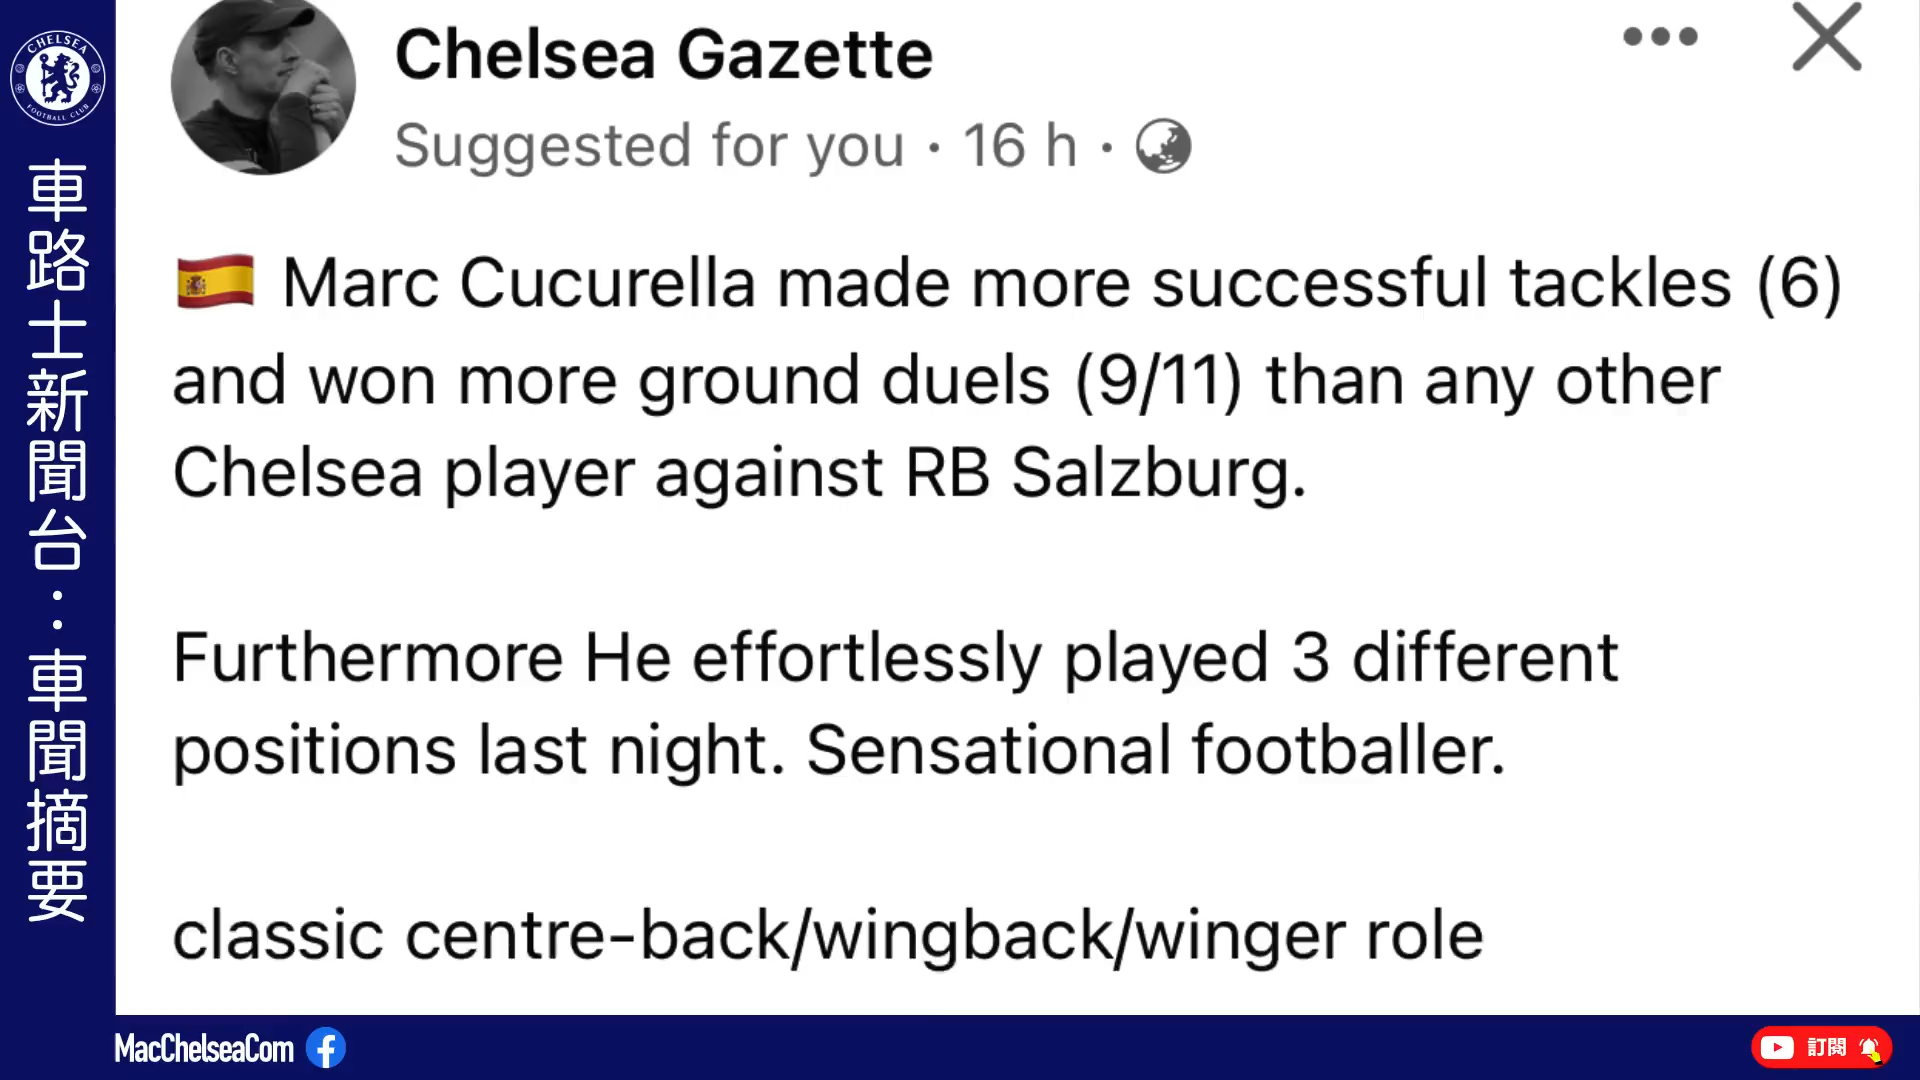 CHELSEA
FOOTBALL CLUB
車路士新聞台：車聞摘要
Chelsea Gazette
Suggested for you · 16 h ·
🇪🇸 Marc Cucurella made more successful tackles (6)
and won more ground duels (9/11) than any other
Chelsea player against RB Salzburg.
Furthermore He effortlessly played 3 different
positions last night. Sensational footballer.
classic centre-back/wingback/winger role
MacChelseaCom
訂閱